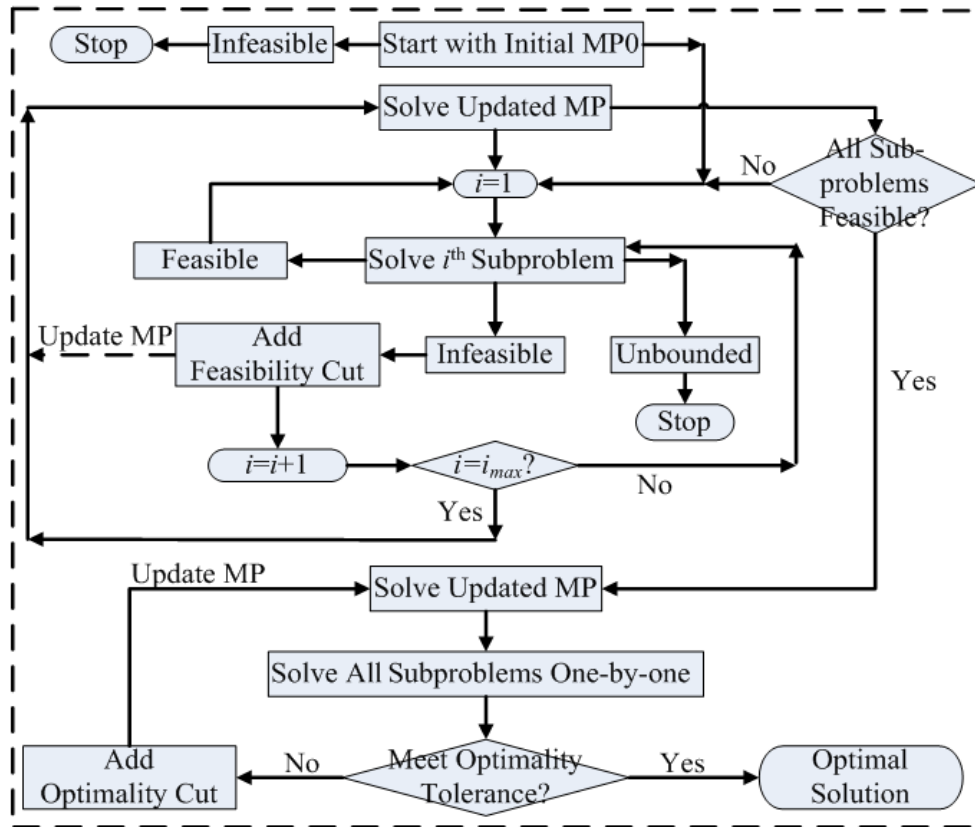 Stop
Infeasible
Start with Initial MP0
Solve Updated MP
All Sub-
problems
Feasible?
No
i=1
Feasible
Solve iᵗʰ Subproblem
Update MP
Add
Feasibility Cut
Infeasible
Unbounded
Yes
Stop
i=i+1
i=iₘₐₓ?
No
Yes
Update MP
Solve Updated MP
Solve All Subproblems One-by-one
Add
Optimality Cut
No
Meet Optimality
Tolerance?
Yes
Optimal
Solution